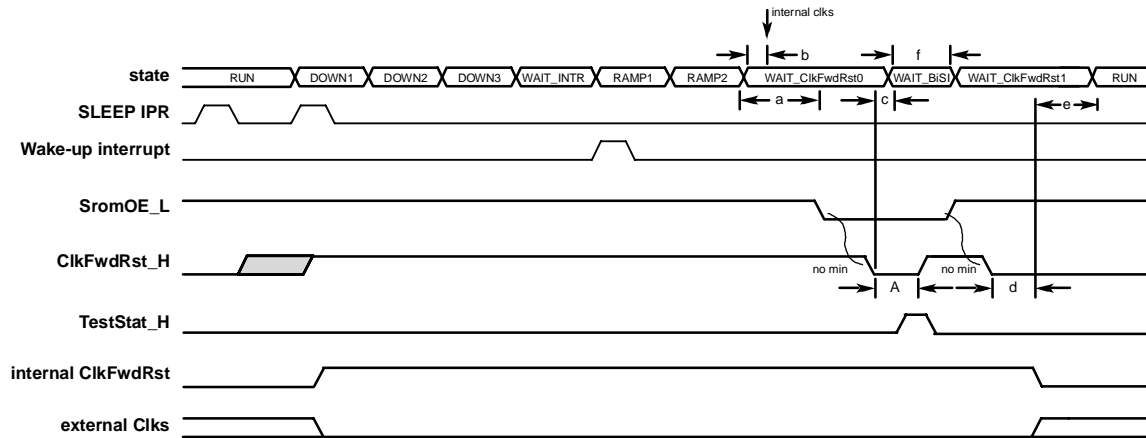 internal clks
b
f
state
RUN
DOWN1
DOWN2
DOWN3
WAIT_INTR
RAMP1
RAMP2
WAIT_ClkFwdRst0
WAIT_BiSI
WAIT_ClkFwdRst1
RUN
a
c
e
SLEEP IPR
Wake-up interrupt
SromOE_L
ClkFwdRst_H
no min
no min
A
d
TestStat_H
internal ClkFwdRst
external Clks